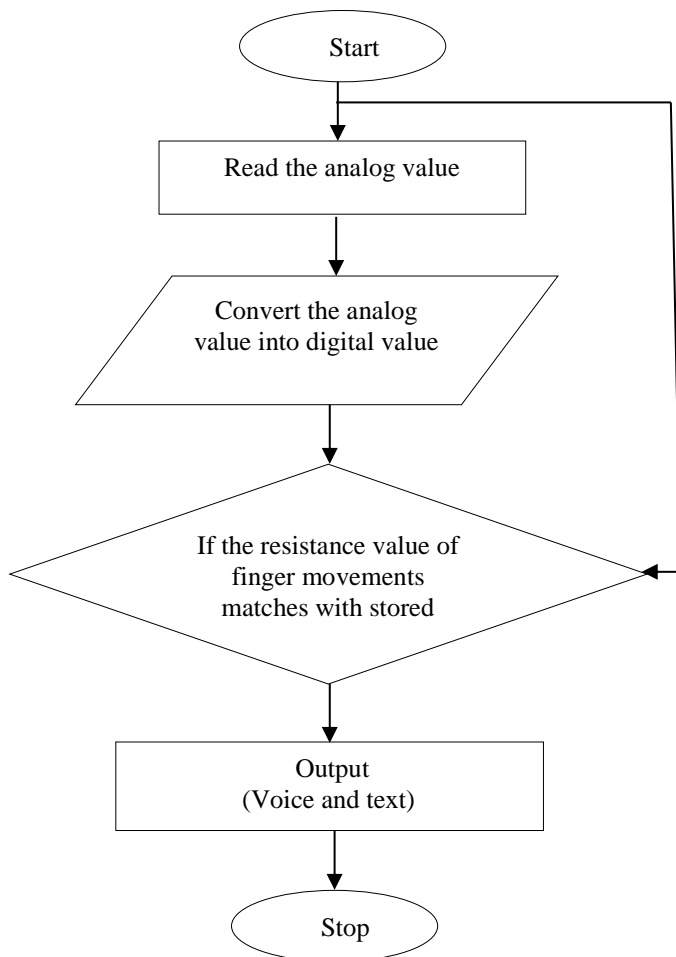 Start
Read the analog value
Convert the analog
value into digital value
If the resistance value of
finger movements
matches with stored
Output
(Voice and text)
Stop